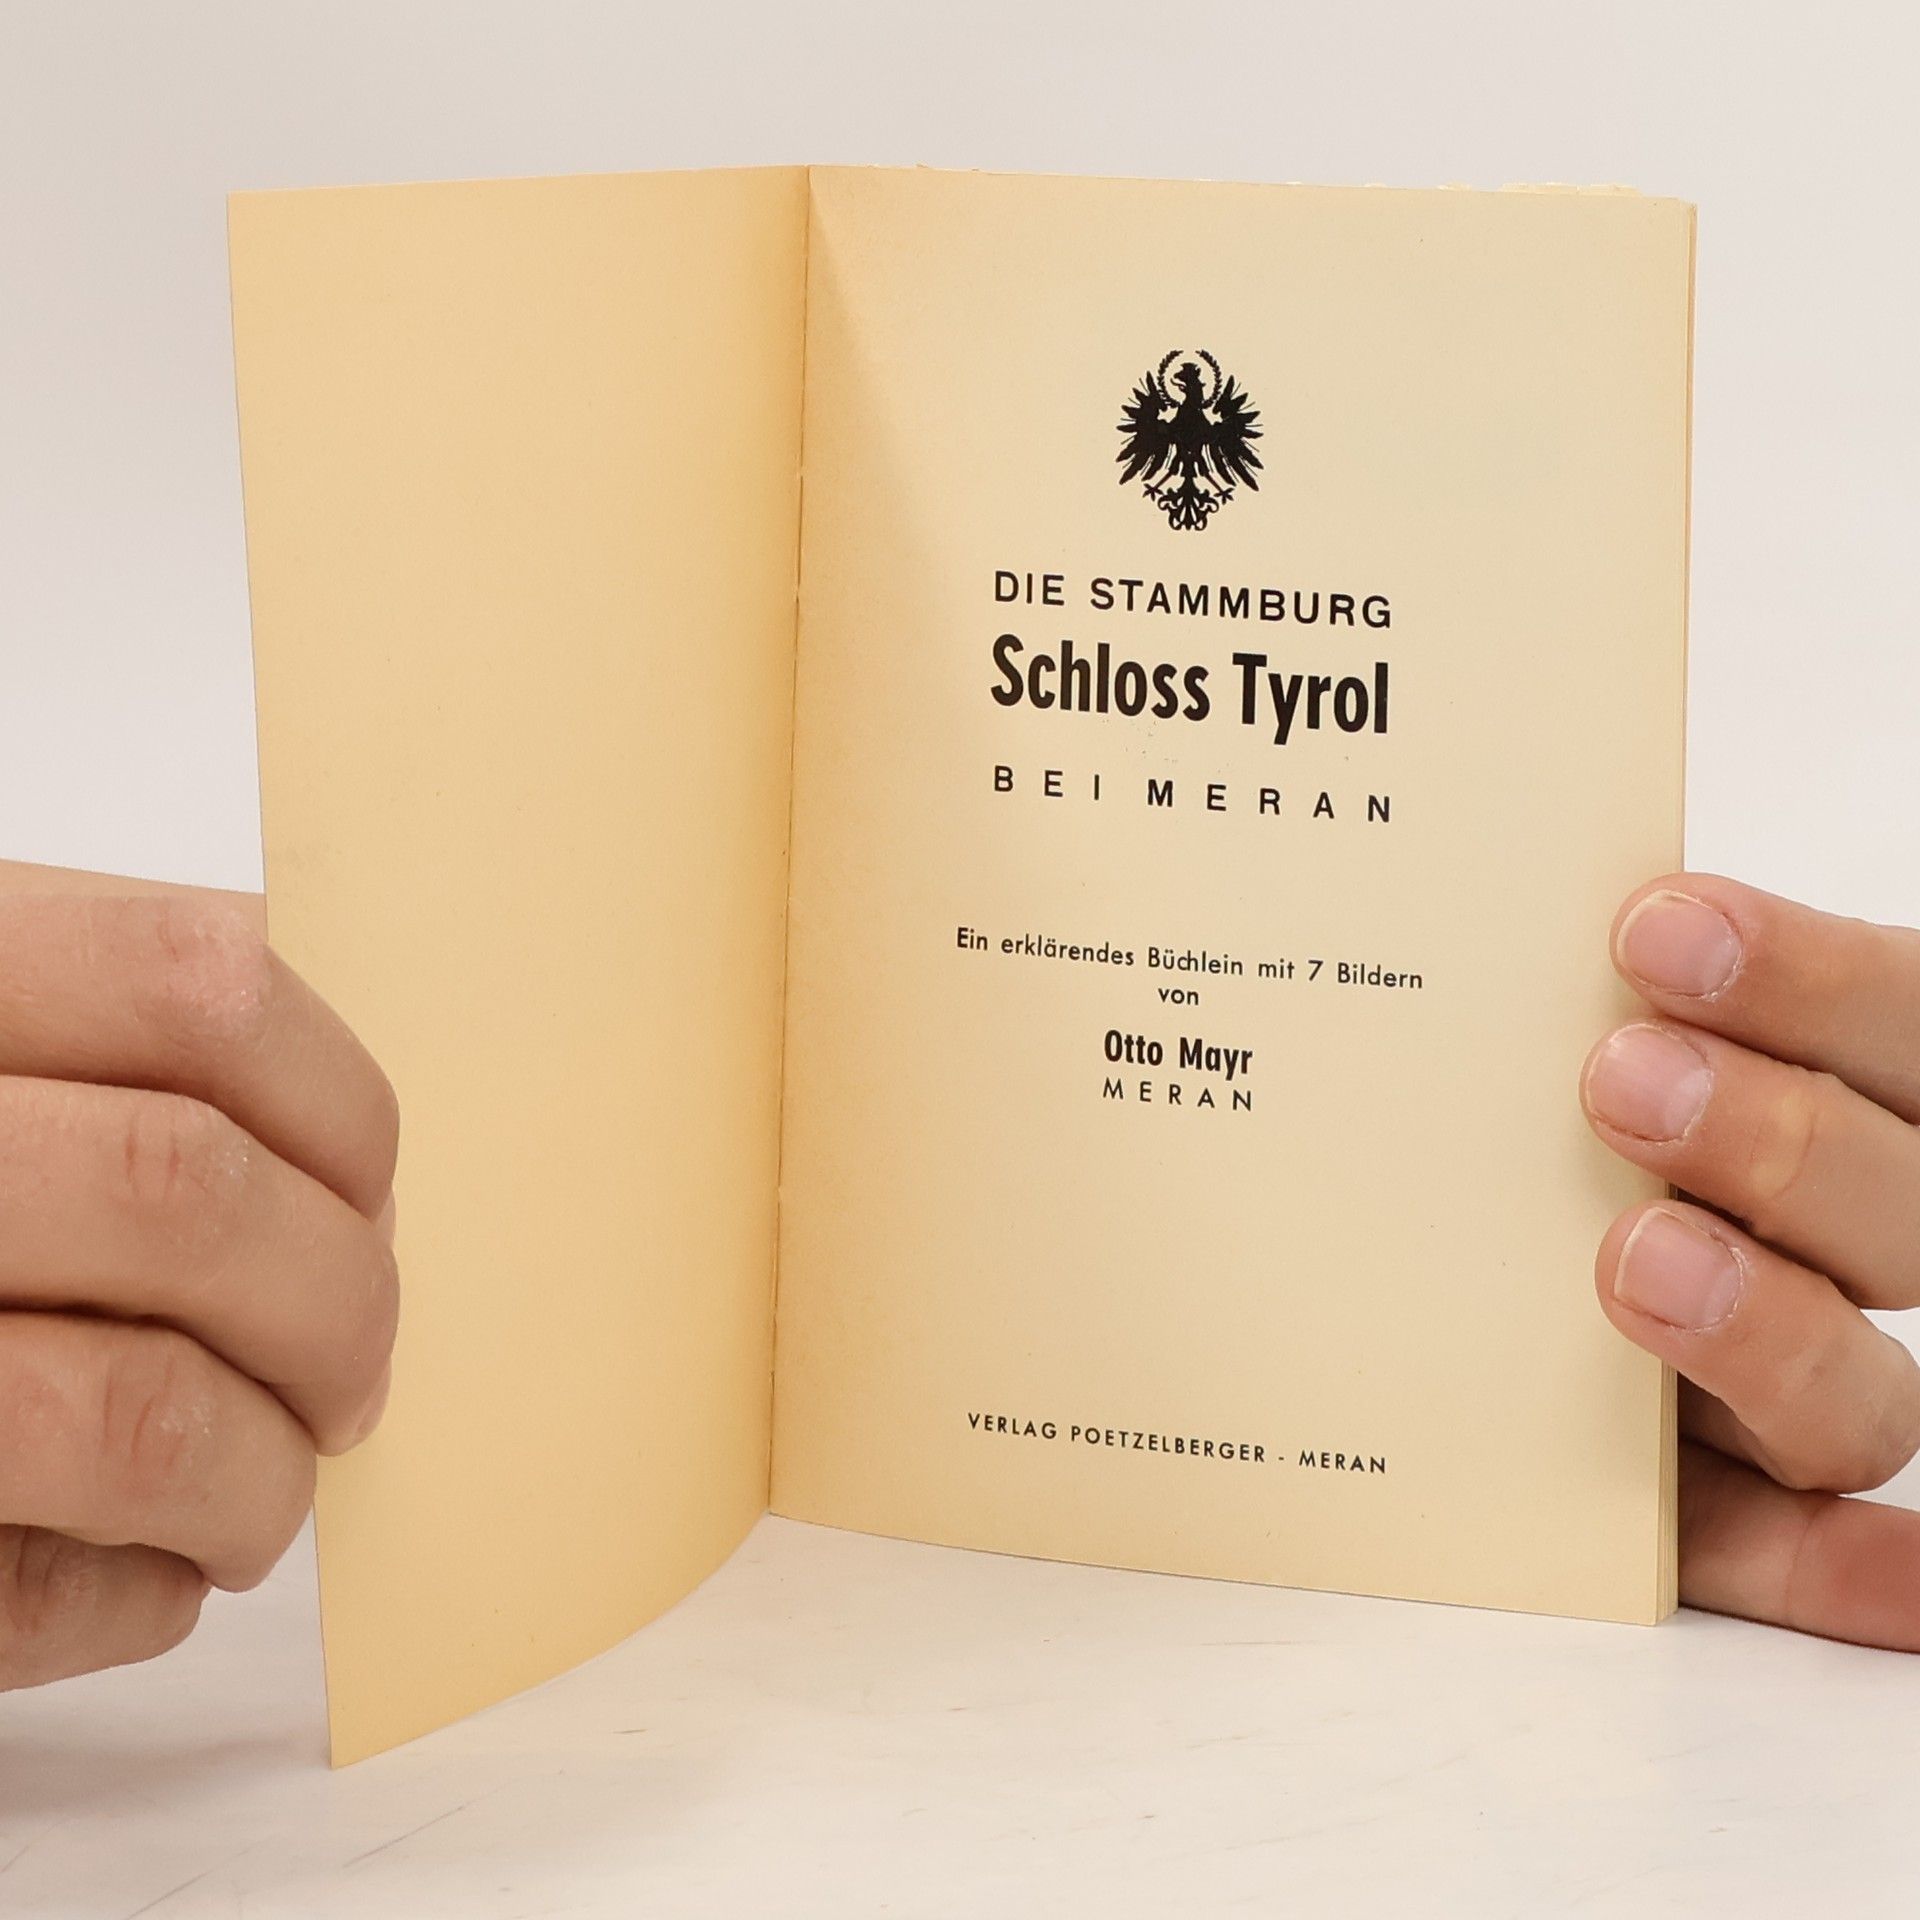 DIE STAMMBURG
Schloss Tyrol
BEI MERAN
Ein erklärendes Büchlein mit 7 Bildern
von
Otto Mayr
MERAN
VERLAG POETZELBERGER - MERAN